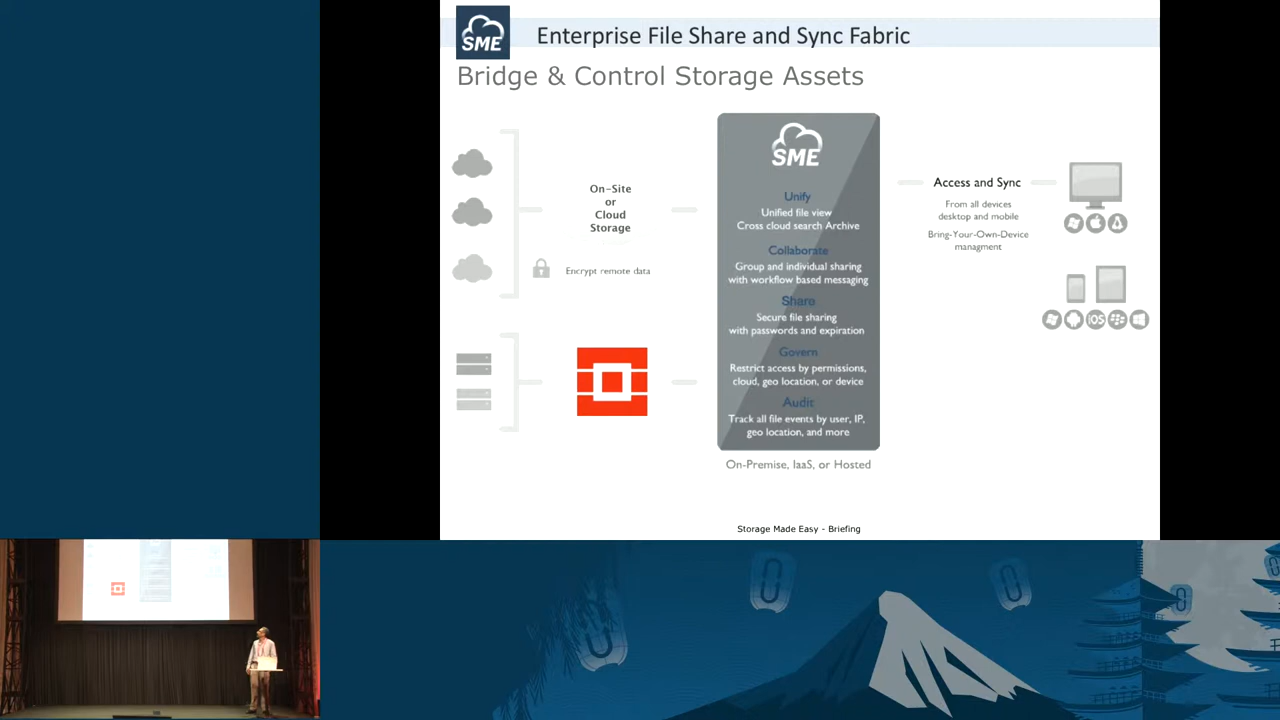 SME
Enterprise File Share and Sync Fabric
Bridge & Control Storage Assets
On-Site
or
Cloud
Storage
Encrypt remote data
SME
Unify
Unified file view
Cross cloud search Archive
Collaborate
Group and individual sharing
with workflow based messaging
Share
Secure file sharing
with passwords and expiration
Govern
Restrict access by permissions,
cloud, geo location, or device
Audit
Track all file events by user, IP,
geo location, and more
On-Premise, IaaS, or Hosted
Access and Sync
From all devices
desktop and mobile
Bring-Your-Own-Device
managment
iOS
Storage Made Easy - Briefing